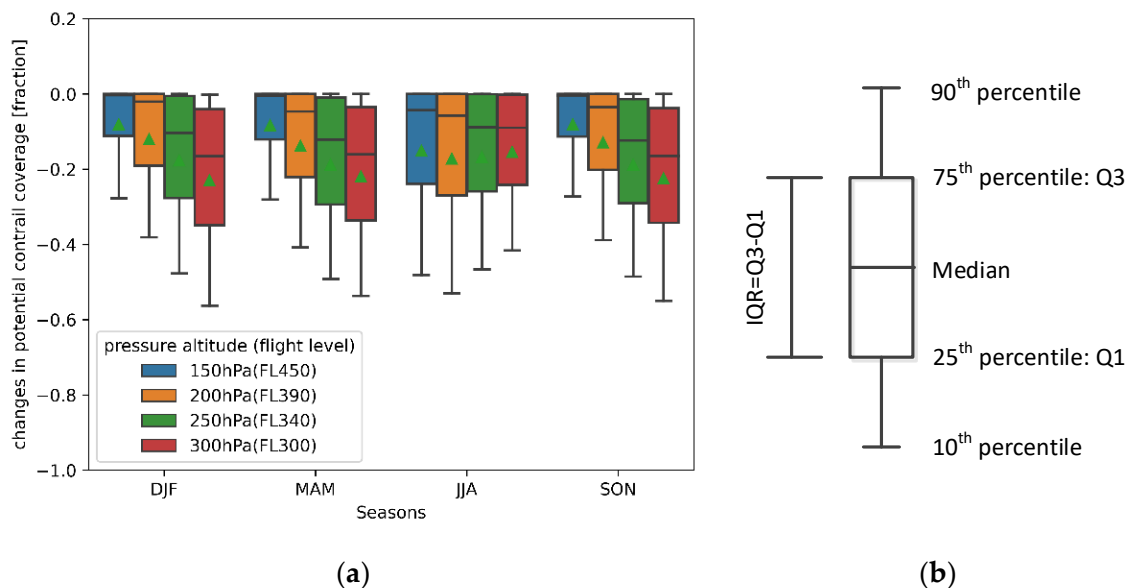 changes in potential contrail coverage [fraction]
0.2
0.0
−0.2
−0.4
−0.6
−0.8
−1.0
pressure altitude (flight level)
150hPa(FL450)
200hPa(FL390)
250hPa(FL340)
300hPa(FL300)
DJF
MAM
JJA
SON
Seasons
(a)
IQR=Q3-Q1
90th percentile
75th percentile: Q3
Median
25th percentile: Q1
10th percentile
(b)